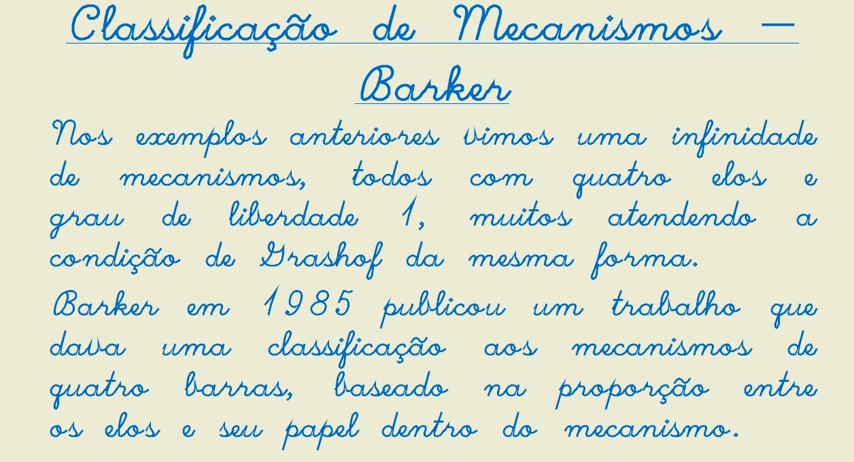 Classificação de Mecanismos –
Barker
Nos exemplos anteriores vimos uma infinidade
de mecanismos, todos com quatro elos e
grau de liberdade 1, muitos atendendo a
condição de Grashof da mesma forma.
Barker em 1985 publicou um trabalho que
dava uma classificação aos mecanismos de
quatro barras, baseado na proporção entre
os elos e seu papel dentro do mecanismo.